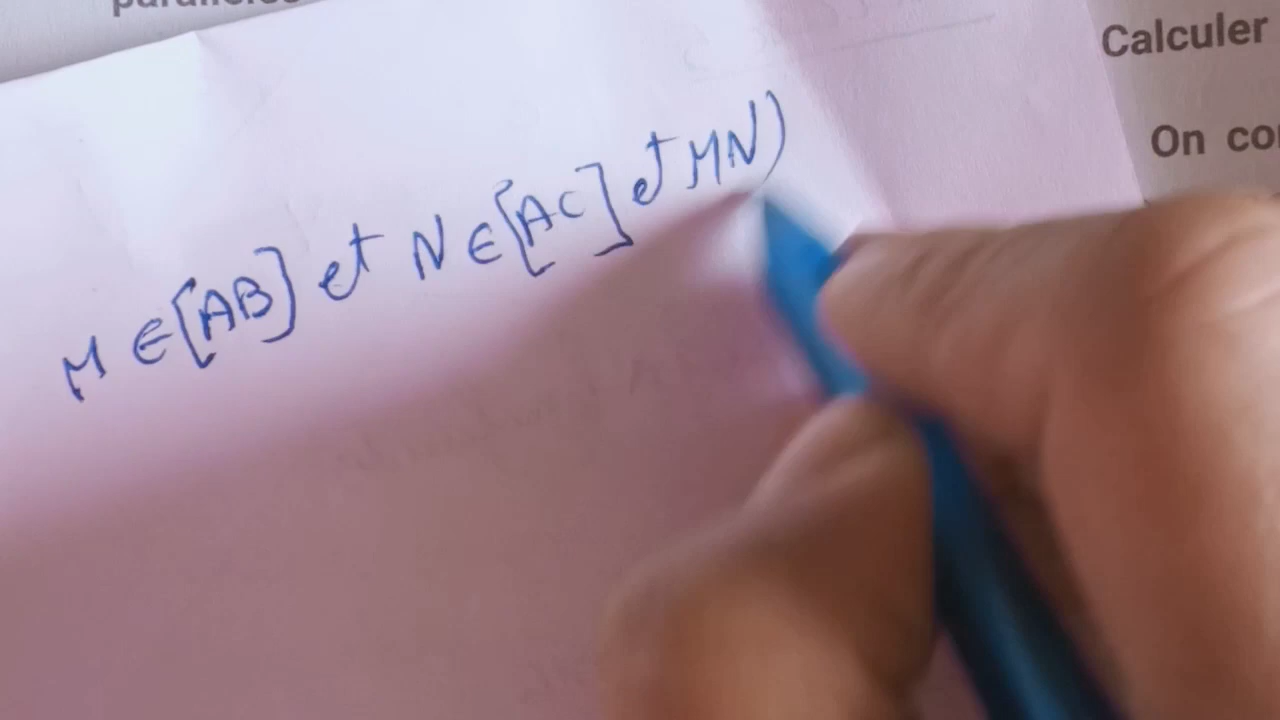 Calculer
On co
M ∈ [AB] et N ∈ [AC] et MN)